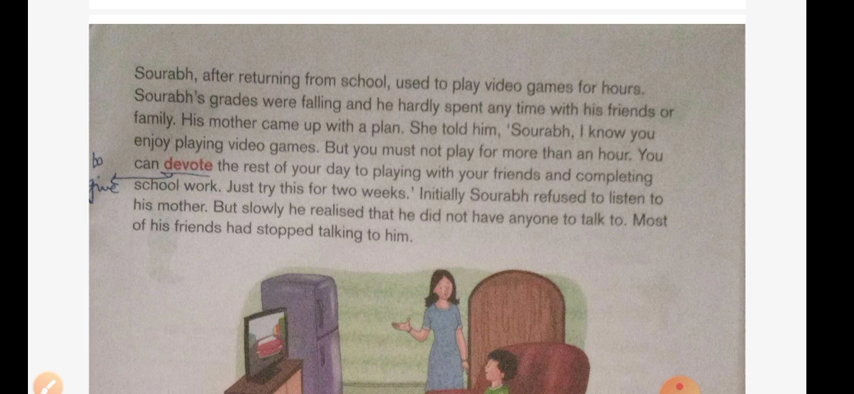 Sourabh, after returning from school, used to play video games for hours.
Sourabh's grades were falling and he hardly spent any time with his friends or
family. His mother came up with a plan. She told him, 'Sourabh, I know you
enjoy playing video games. But you must not play for more than an hour. You
to
can devote the rest of your day to playing with your friends and completing
give
school work. Just try this for two weeks.' Initially Sourabh refused to listen to
his mother. But slowly he realised that he did not have anyone to talk to. Most
of his friends had stopped talking to him.